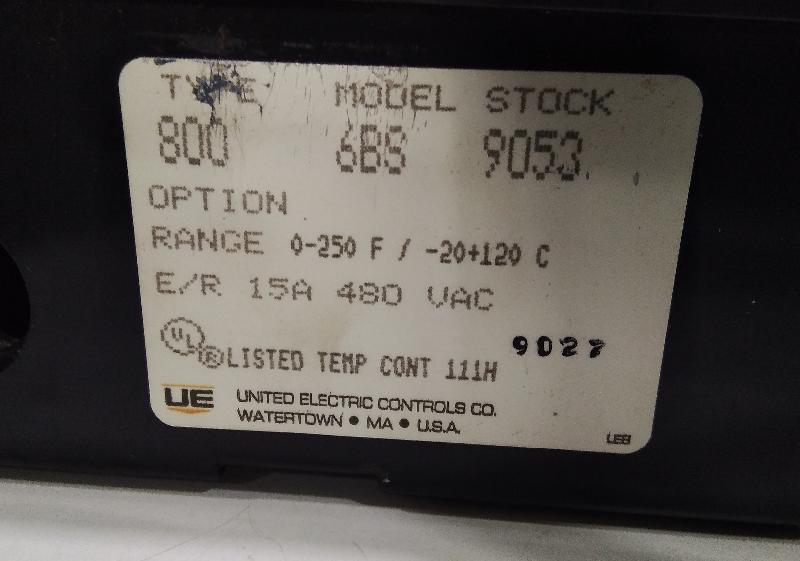 TYPE MODEL STOCK
800 6BS 9053
OPTION
RANGE 0-250 F / -20+120 C
E/R 15A 480 VAC
9027
UL ® LISTED TEMP CONT 111H
UE UNITED ELECTRIC CONTROLS CO.
WATERTOWN • MA • U.S.A.